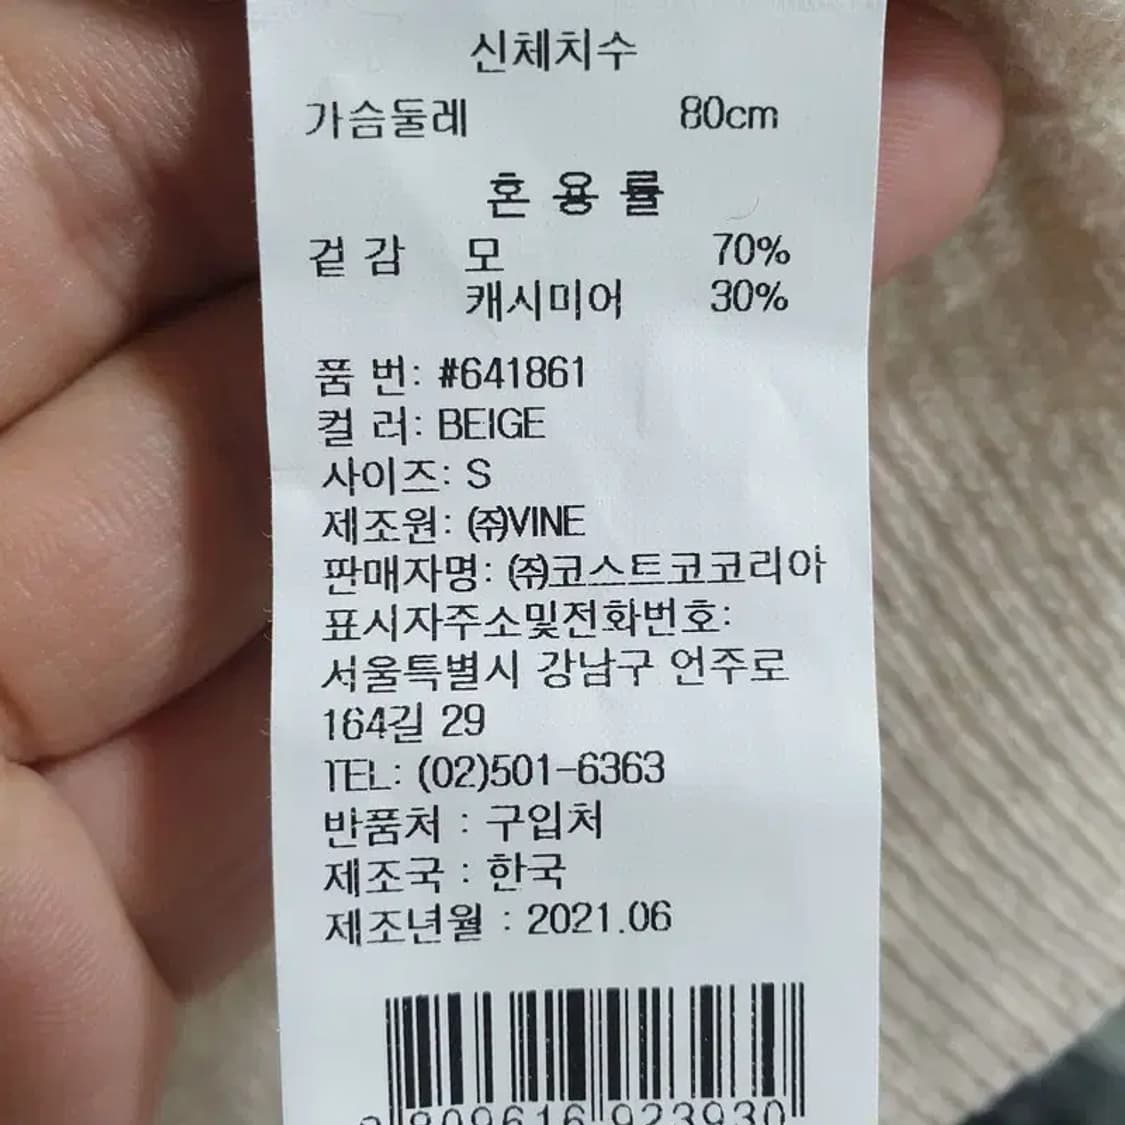 신체치수
가슴둘레 80cm
혼 용 률
겉 감 모 70%
캐시미어 30%
품 번: #641861
컬 러: BEIGE
사이즈: S
제조원: ㈜VINE
판매자명: ㈜코스트코코리아
표시자주소및전화번호:
서울특별시 강남구 언주로
164길 29
TEL: (02)501-6363
반품처 : 구입처
제조국 : 한국
제조년월 : 2021.06
8 809616 923930